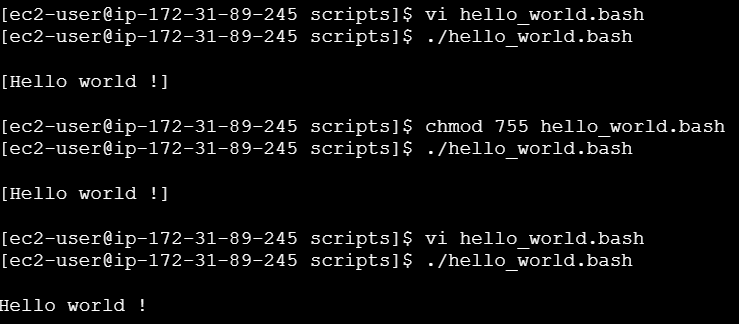 [ec2-user@ip-172-31-89-245 scripts]$ vi hello_world.bash
[ec2-user@ip-172-31-89-245 scripts]$ ./hello_world.bash
[Hello world !]
[ec2-user@ip-172-31-89-245 scripts]$ chmod 755 hello_world.bash
[ec2-user@ip-172-31-89-245 scripts]$ ./hello_world.bash
[Hello world !]
[ec2-user@ip-172-31-89-245 scripts]$ vi hello_world.bash
[ec2-user@ip-172-31-89-245 scripts]$ ./hello_world.bash
Hello world !